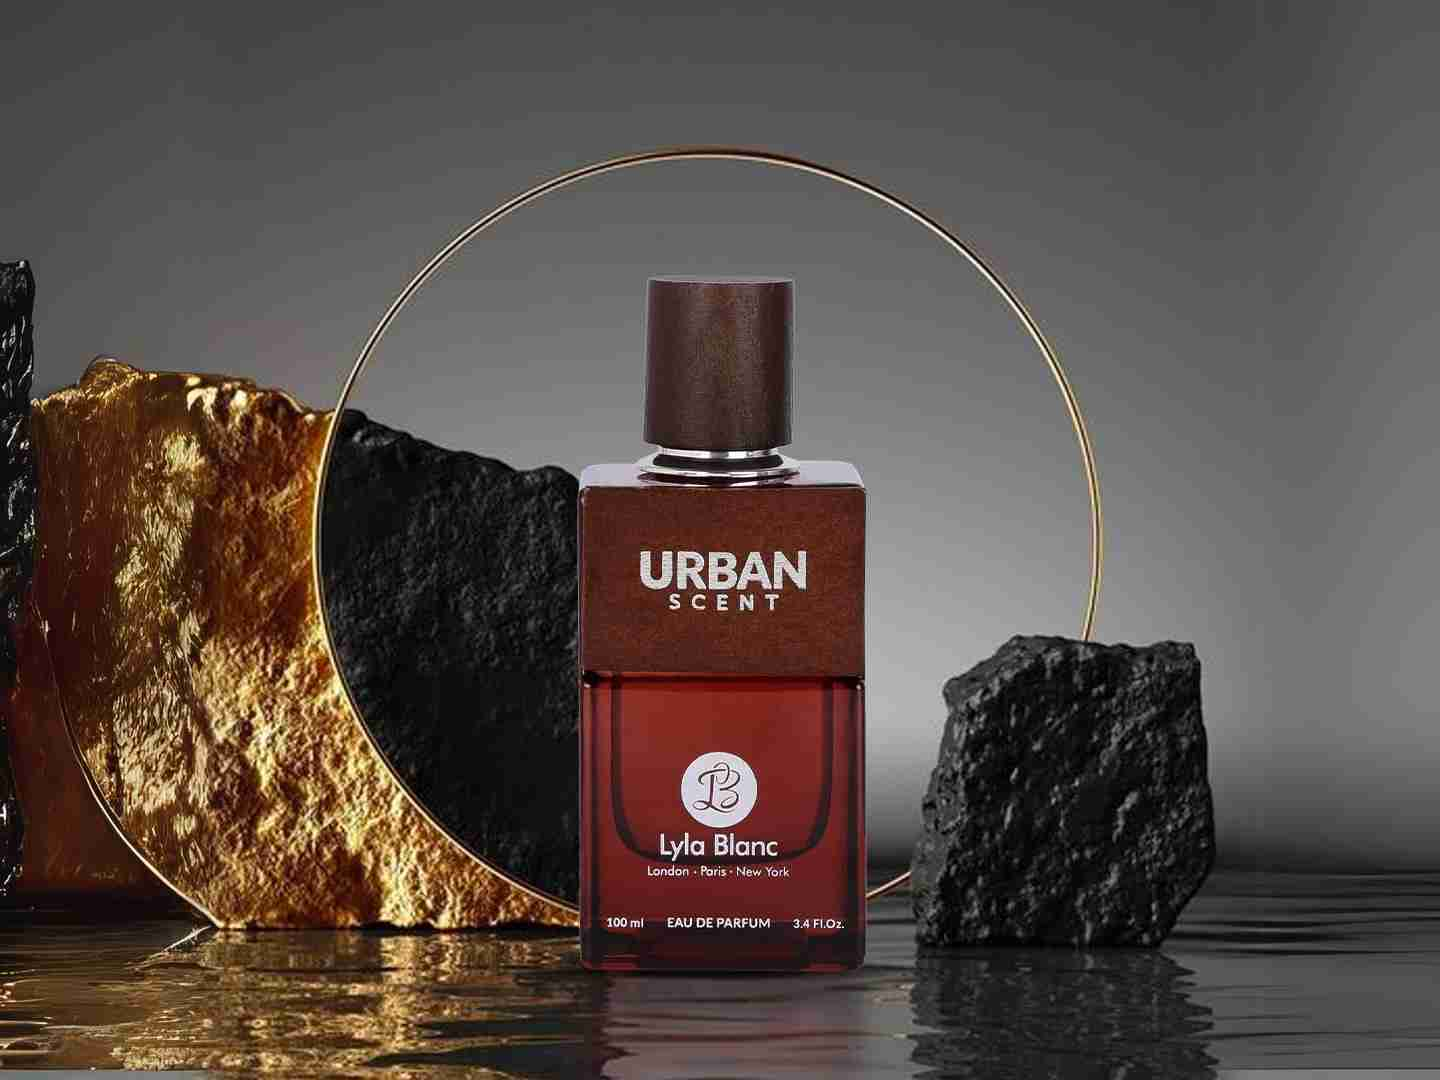 URBAN
SCENT
LB
Lyla Blanc
London · Paris · New York
100 ml EAU DE PARFUM 3.4 Fl.Oz.